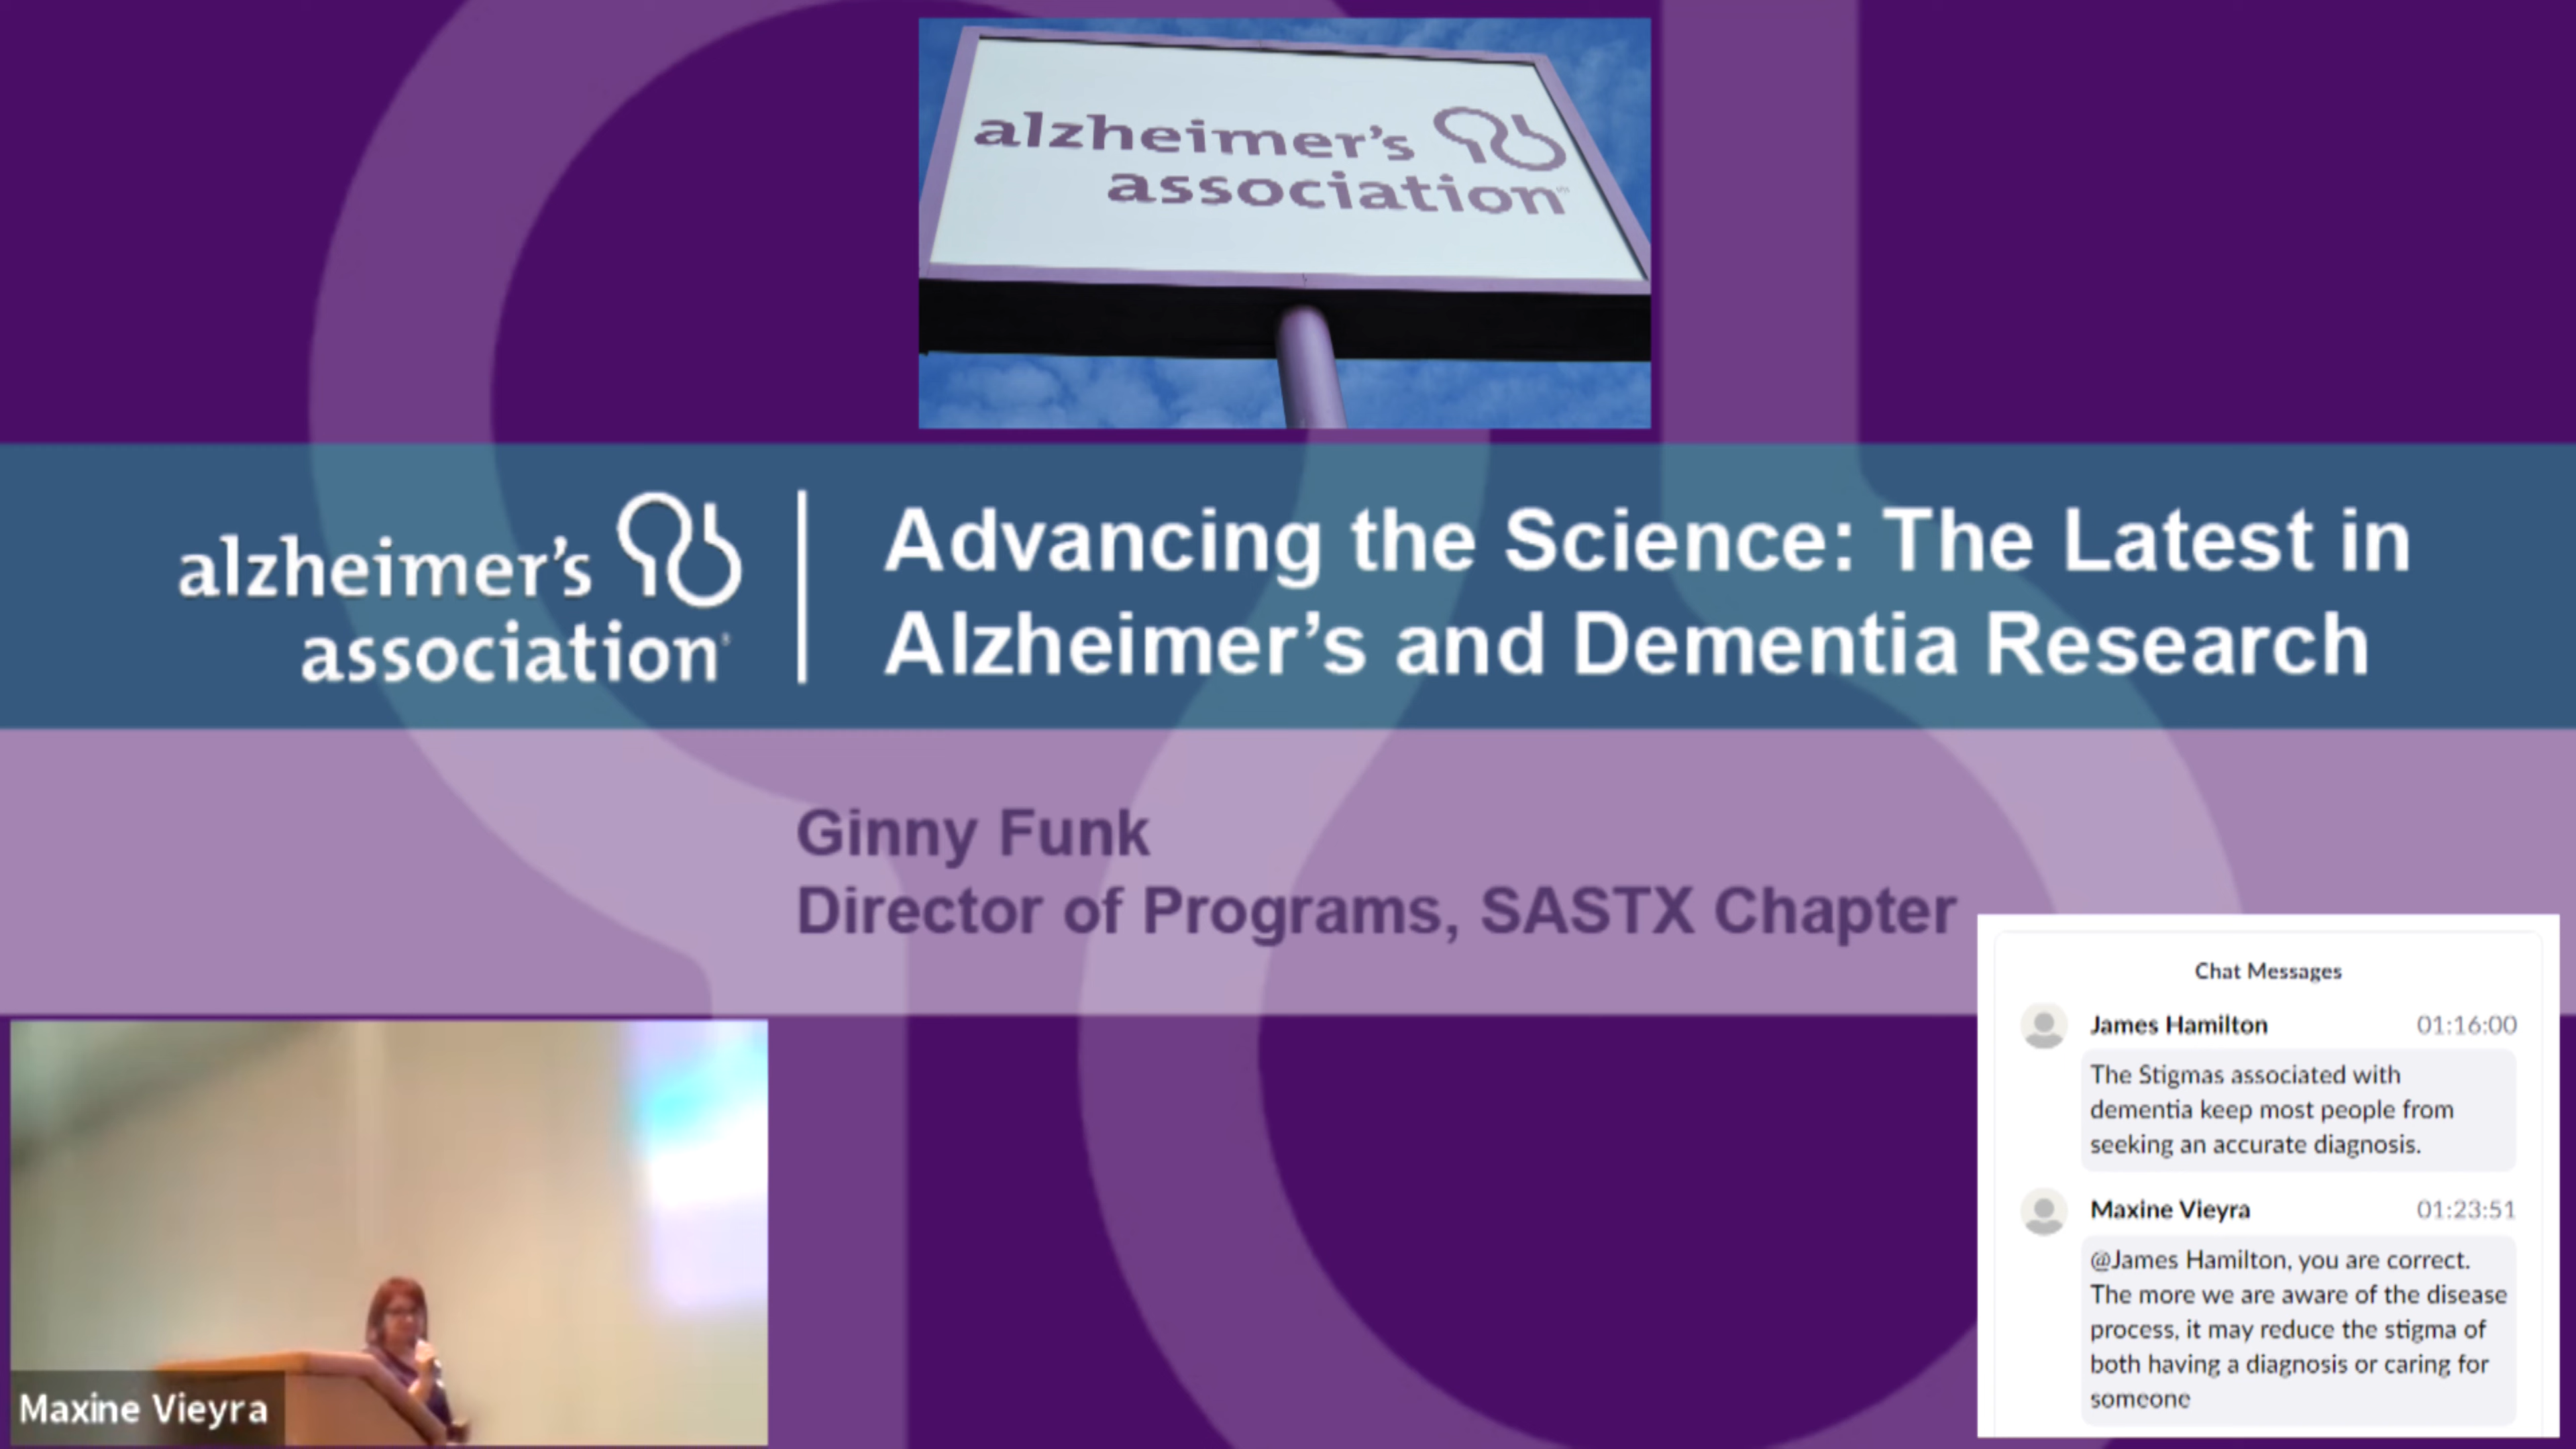 alzheimer's
association
alzheimer's
association®
Advancing the Science: The Latest in
Alzheimer's and Dementia Research
Ginny Funk
Director of Programs, SASTX Chapter
Maxine Vieyra
Chat Messages
James Hamilton 01:16:00
The Stigmas associated with
dementia keep most people from
seeking an accurate diagnosis.
Maxine Vieyra 01:23:51
@James Hamilton, you are correct.
The more we are aware of the disease
process, it may reduce the stigma of
both having a diagnosis or caring for
someone